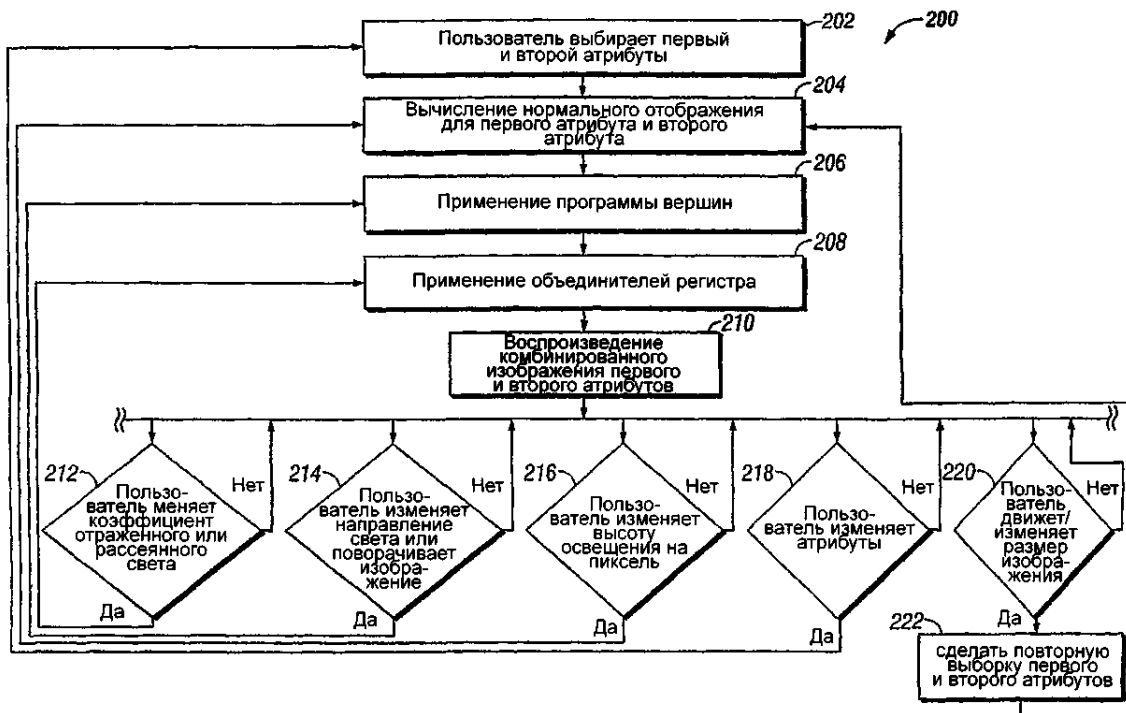 200
202
Пользователь выбирает первый
и второй атрибуты
204
Вычисление нормального отображения
для первого атрибута и второго
атрибута
206
Применение программы вершин
208
Применение объединителей регистра
210
Воспроизведение
комбинированного
изображения первого
и второго атрибутов
212
Пользо-
ватель меняет
коэффициент
отраженного или
рассеянного
света
Нет
Да
214
Пользо-
ватель изменяет
направление
света или
поворачивает
изобра-
жение
Нет
Да
216
Пользо-
ватель изменяет
высоту
освещения на
пиксель
Нет
Да
218
Пользо-
ватель изменяет
атрибуты
Нет
Да
220
Пользо-
ватель
движет/
изменяет
размер
изобра-
жения
Нет
Да
222
сделать повторную
выборку первого
и второго атрибутов